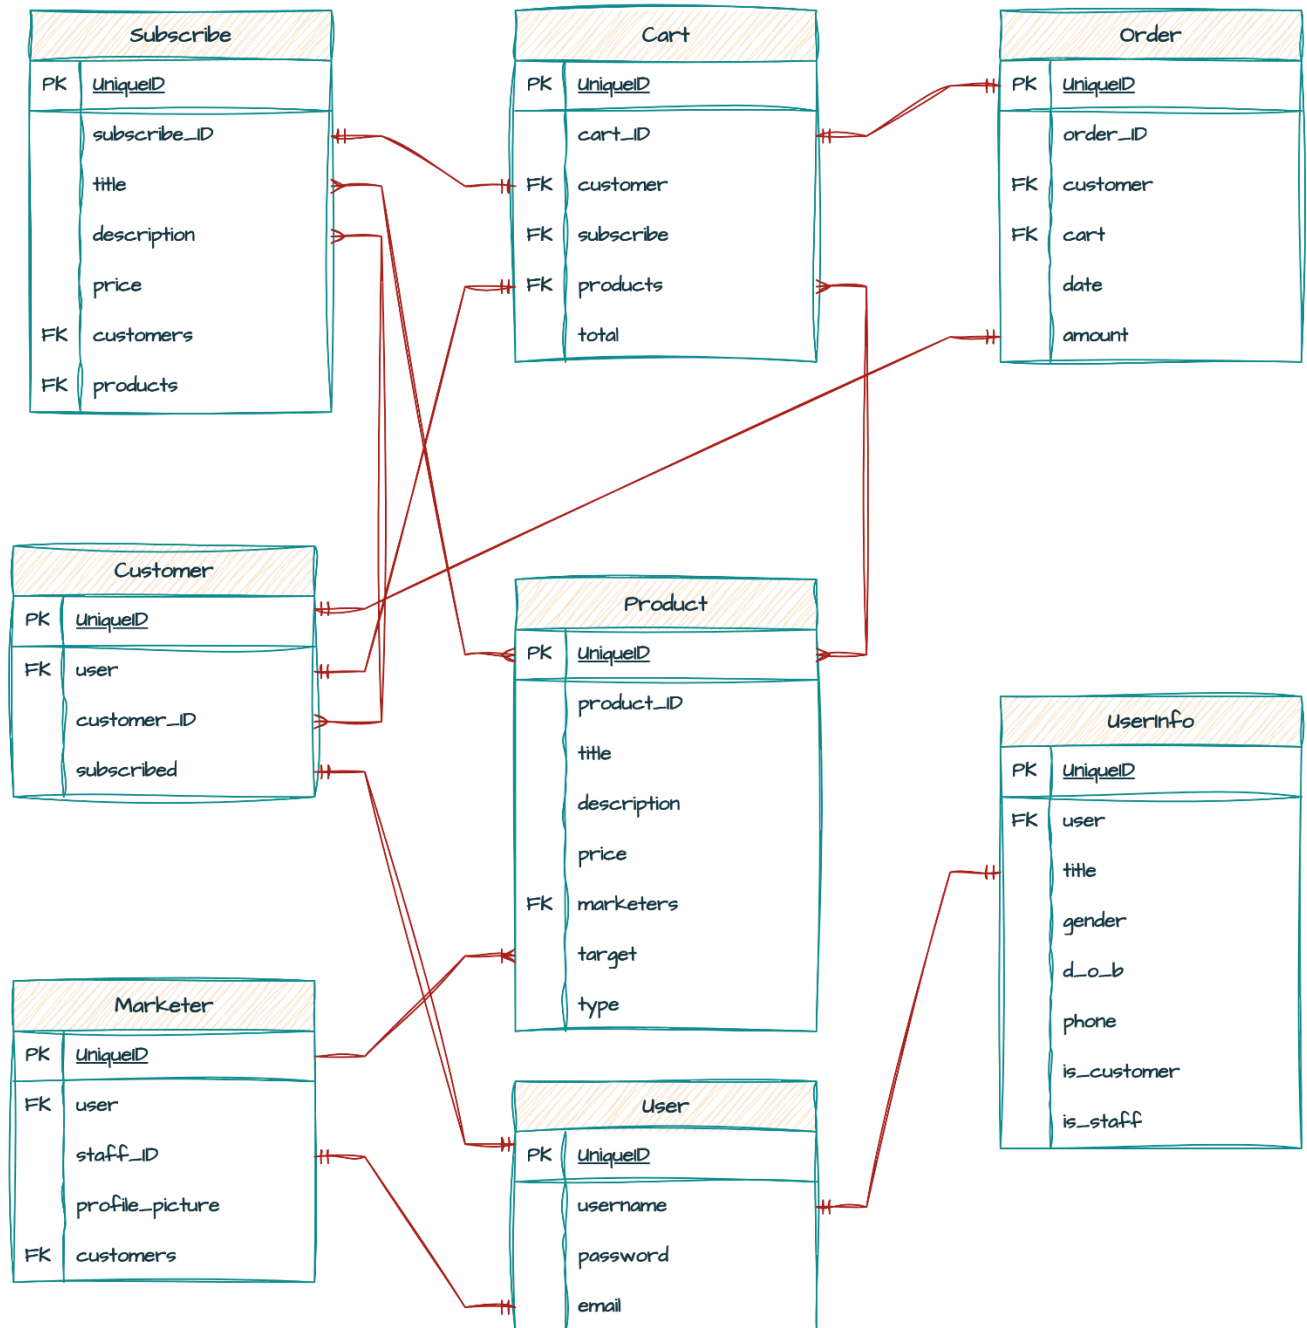 Subscribe
PK UniqueID
subscribe_ID
title
description
price
FK customers
FK products
Cart
PK UniqueID
cart_ID
FK customer
FK subscribe
FK products
total
Order
PK UniqueID
order_ID
FK customer
FK cart
date
amount
Customer
PK UniqueID
FK user
customer_ID
subscribed
Product
PK UniqueID
product_ID
title
description
price
FK marketers
target
type
UserInfo
PK UniqueID
FK user
title
gender
d_o_b
phone
is_customer
is_staff
Marketer
PK UniqueID
FK user
staff_ID
profile_picture
FK customers
User
PK UniqueID
username
password
email